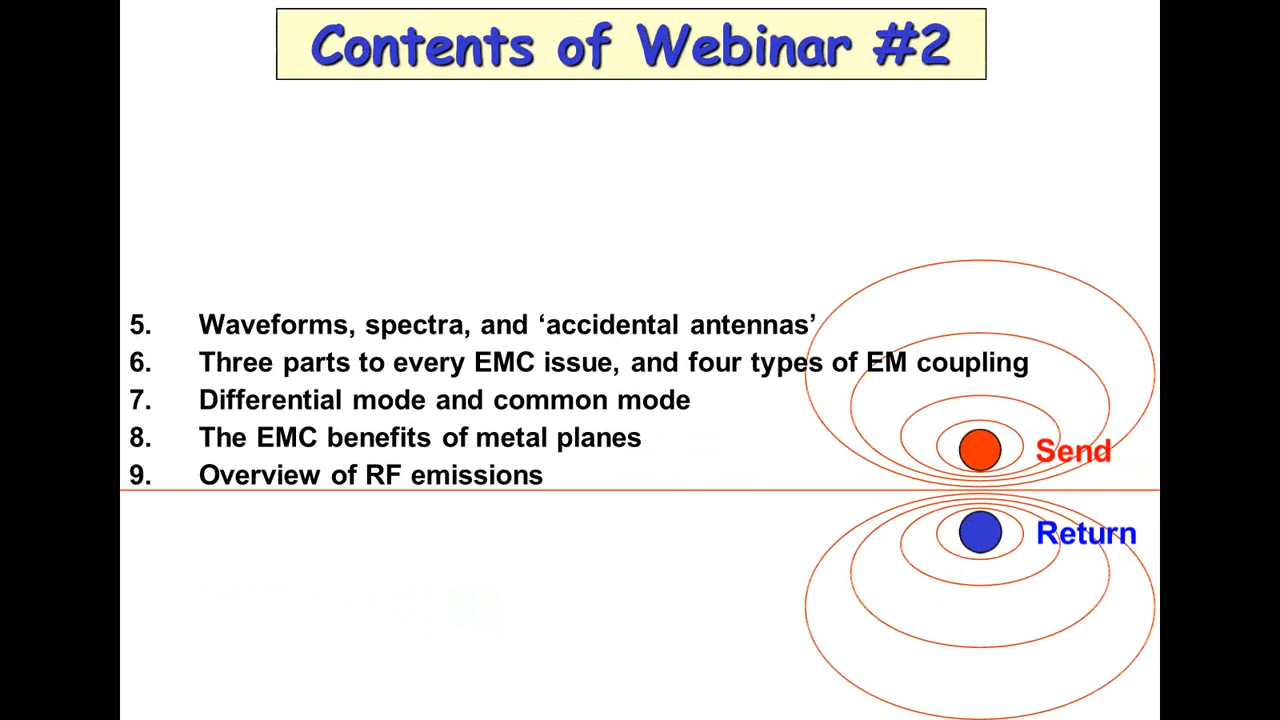 Contents of Webinar #2
5. Waveforms, spectra, and ‘accidental antennas’
6. Three parts to every EMC issue, and four types of EM coupling
7. Differential mode and common mode
8. The EMC benefits of metal planes
9. Overview of RF emissions
Send
Return